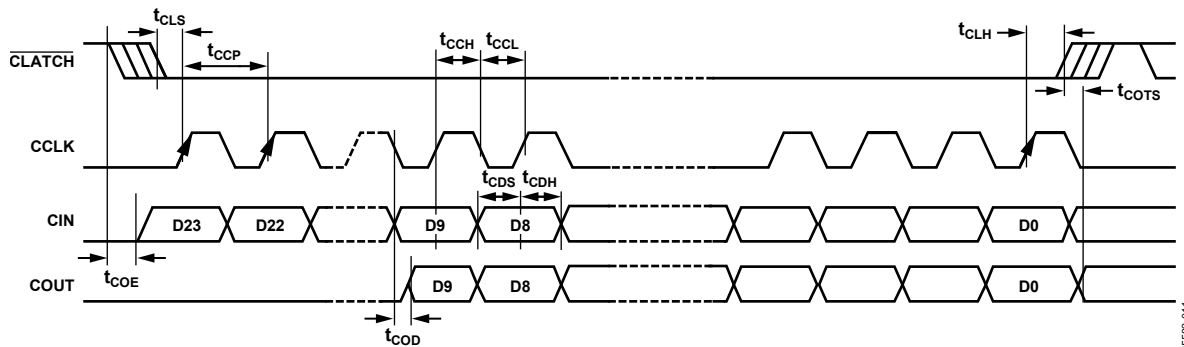 tCLS
tCCP
tCCH
tCCL
tCLH
CLATCH
tCOTS
CCLK
tCDS
tCDH
CIN
D23
D22
D9
D8
D0
tCOE
COUT
D9
D8
D0
tCOD